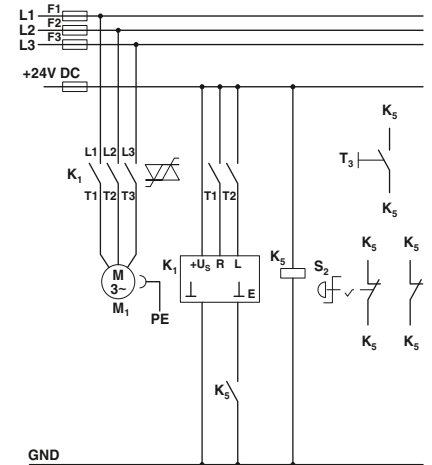 L1 F1
L2 F2
L3 F3
+24V DC
K5
L1 L2 L3
T3
K1
T1 T2 T3 T1 T2
K5
K5 K5
K1 +US R L K5 S2
M
3~
E
M1
PE
K5 K5
K5
GND